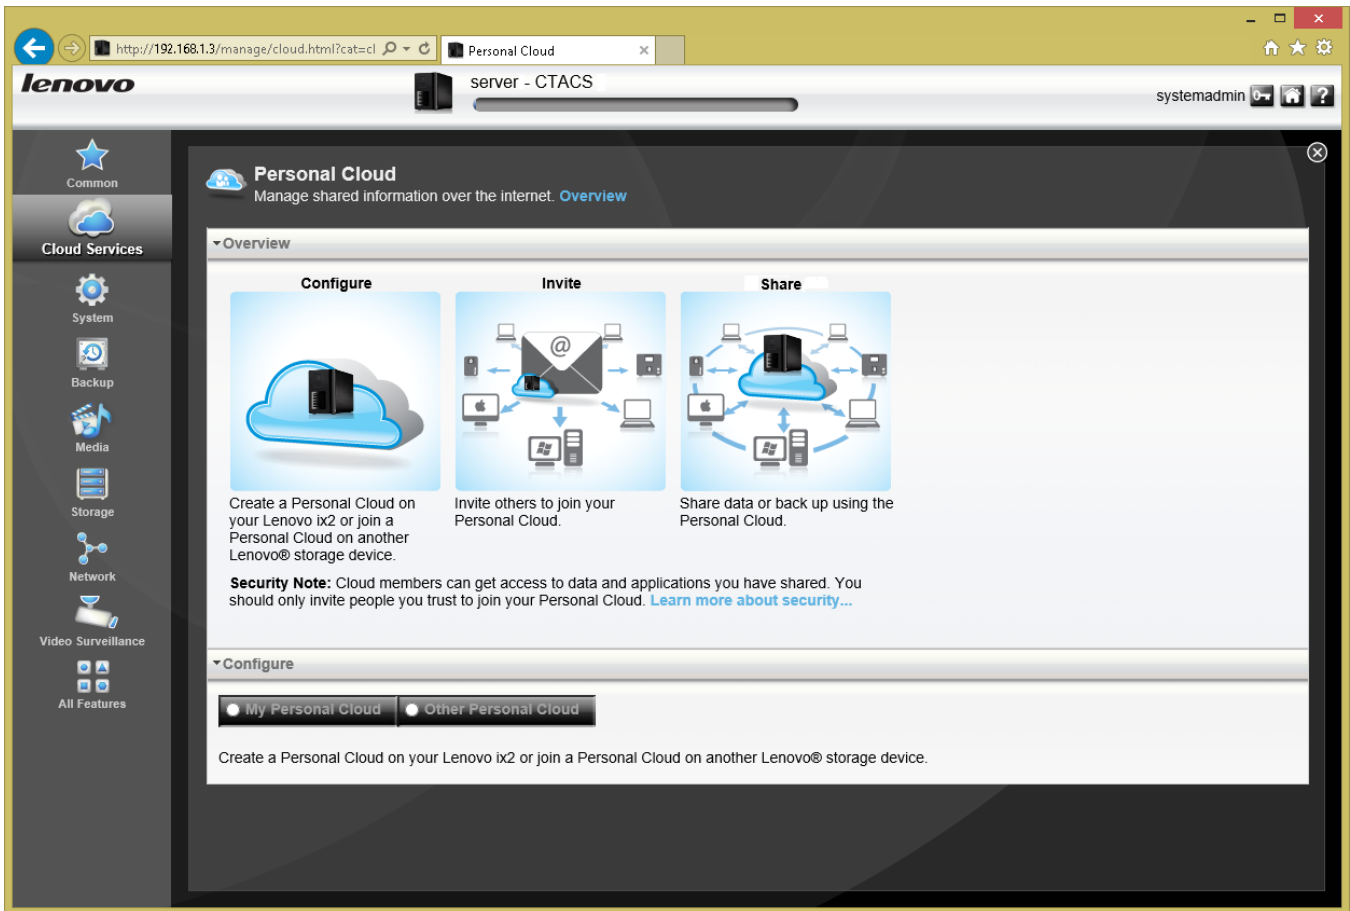 http://192.168.1.3/manage/cloud.html?cat=cl
Personal Cloud
lenovo
server - CTACS
systemadmin
?
Common
Cloud Services
System
Backup
Media
Storage
Network
Video Surveillance
All Features
Personal Cloud
Manage shared information over the internet. Overview
Overview
Configure
Invite
Share
@
Create a Personal Cloud on
your Lenovo ix2 or join a
Personal Cloud on another
Lenovo® storage device.
Invite others to join your
Personal Cloud.
Share data or back up using the
Personal Cloud.
Security Note: Cloud members can get access to data and applications you have shared. You
should only invite people you trust to join your Personal Cloud. Learn more about security...
Configure
My Personal Cloud
Other Personal Cloud
Create a Personal Cloud on your Lenovo ix2 or join a Personal Cloud on another Lenovo® storage device.